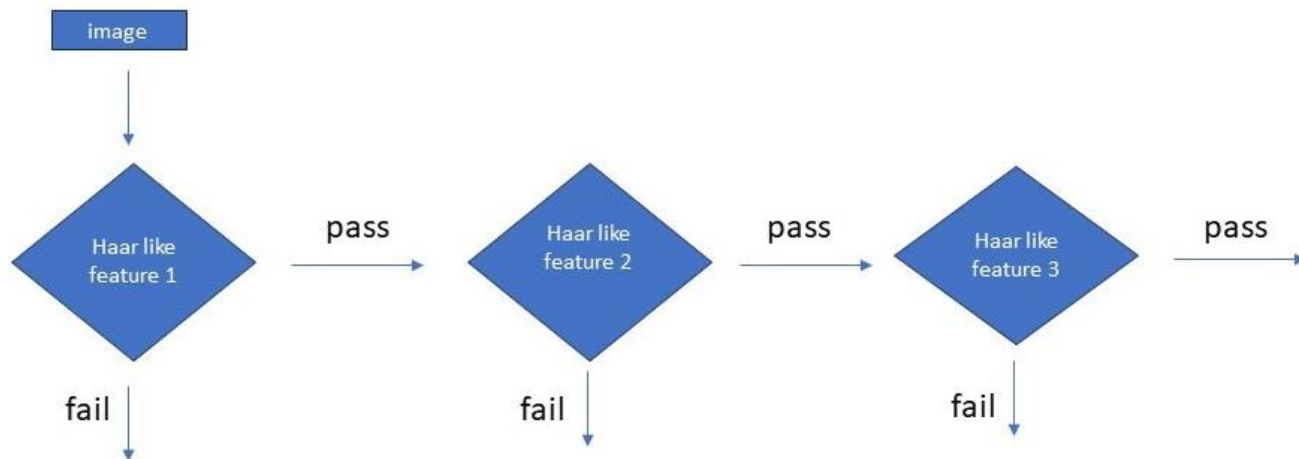 image
Haar like
feature 1
pass
Haar like
feature 2
pass
Haar like
feature 3
pass
fail
fail
fail